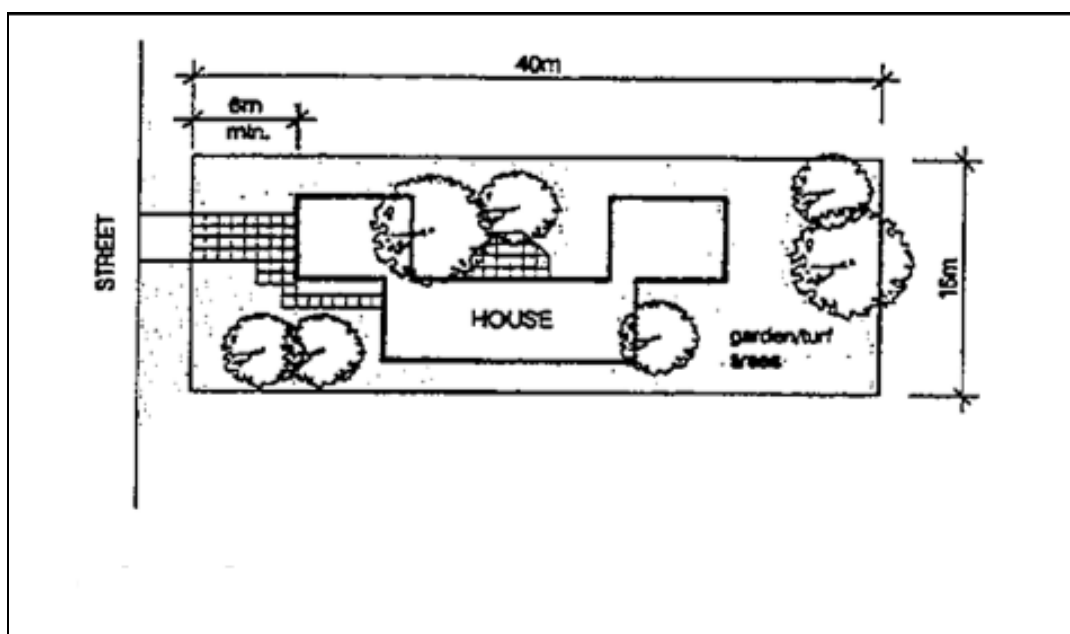 40m
6m
min.
STREET
HOUSE
garden/turf
areas
15m